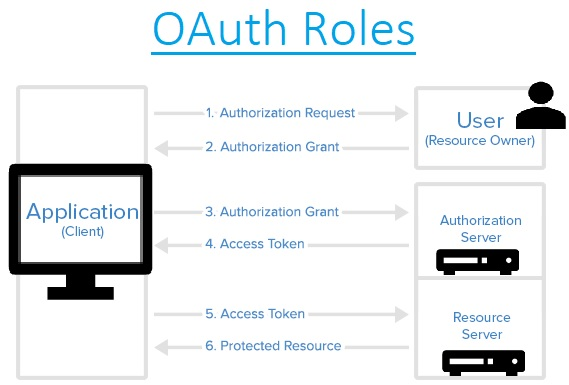 OAuth Roles
1. Authorization Request
User
(Resource Owner)
2. Authorization Grant
Application
(Client)
3. Authorization Grant
Authorization
Server
4. Access Token
5. Access Token
Resource
Server
6. Protected Resource